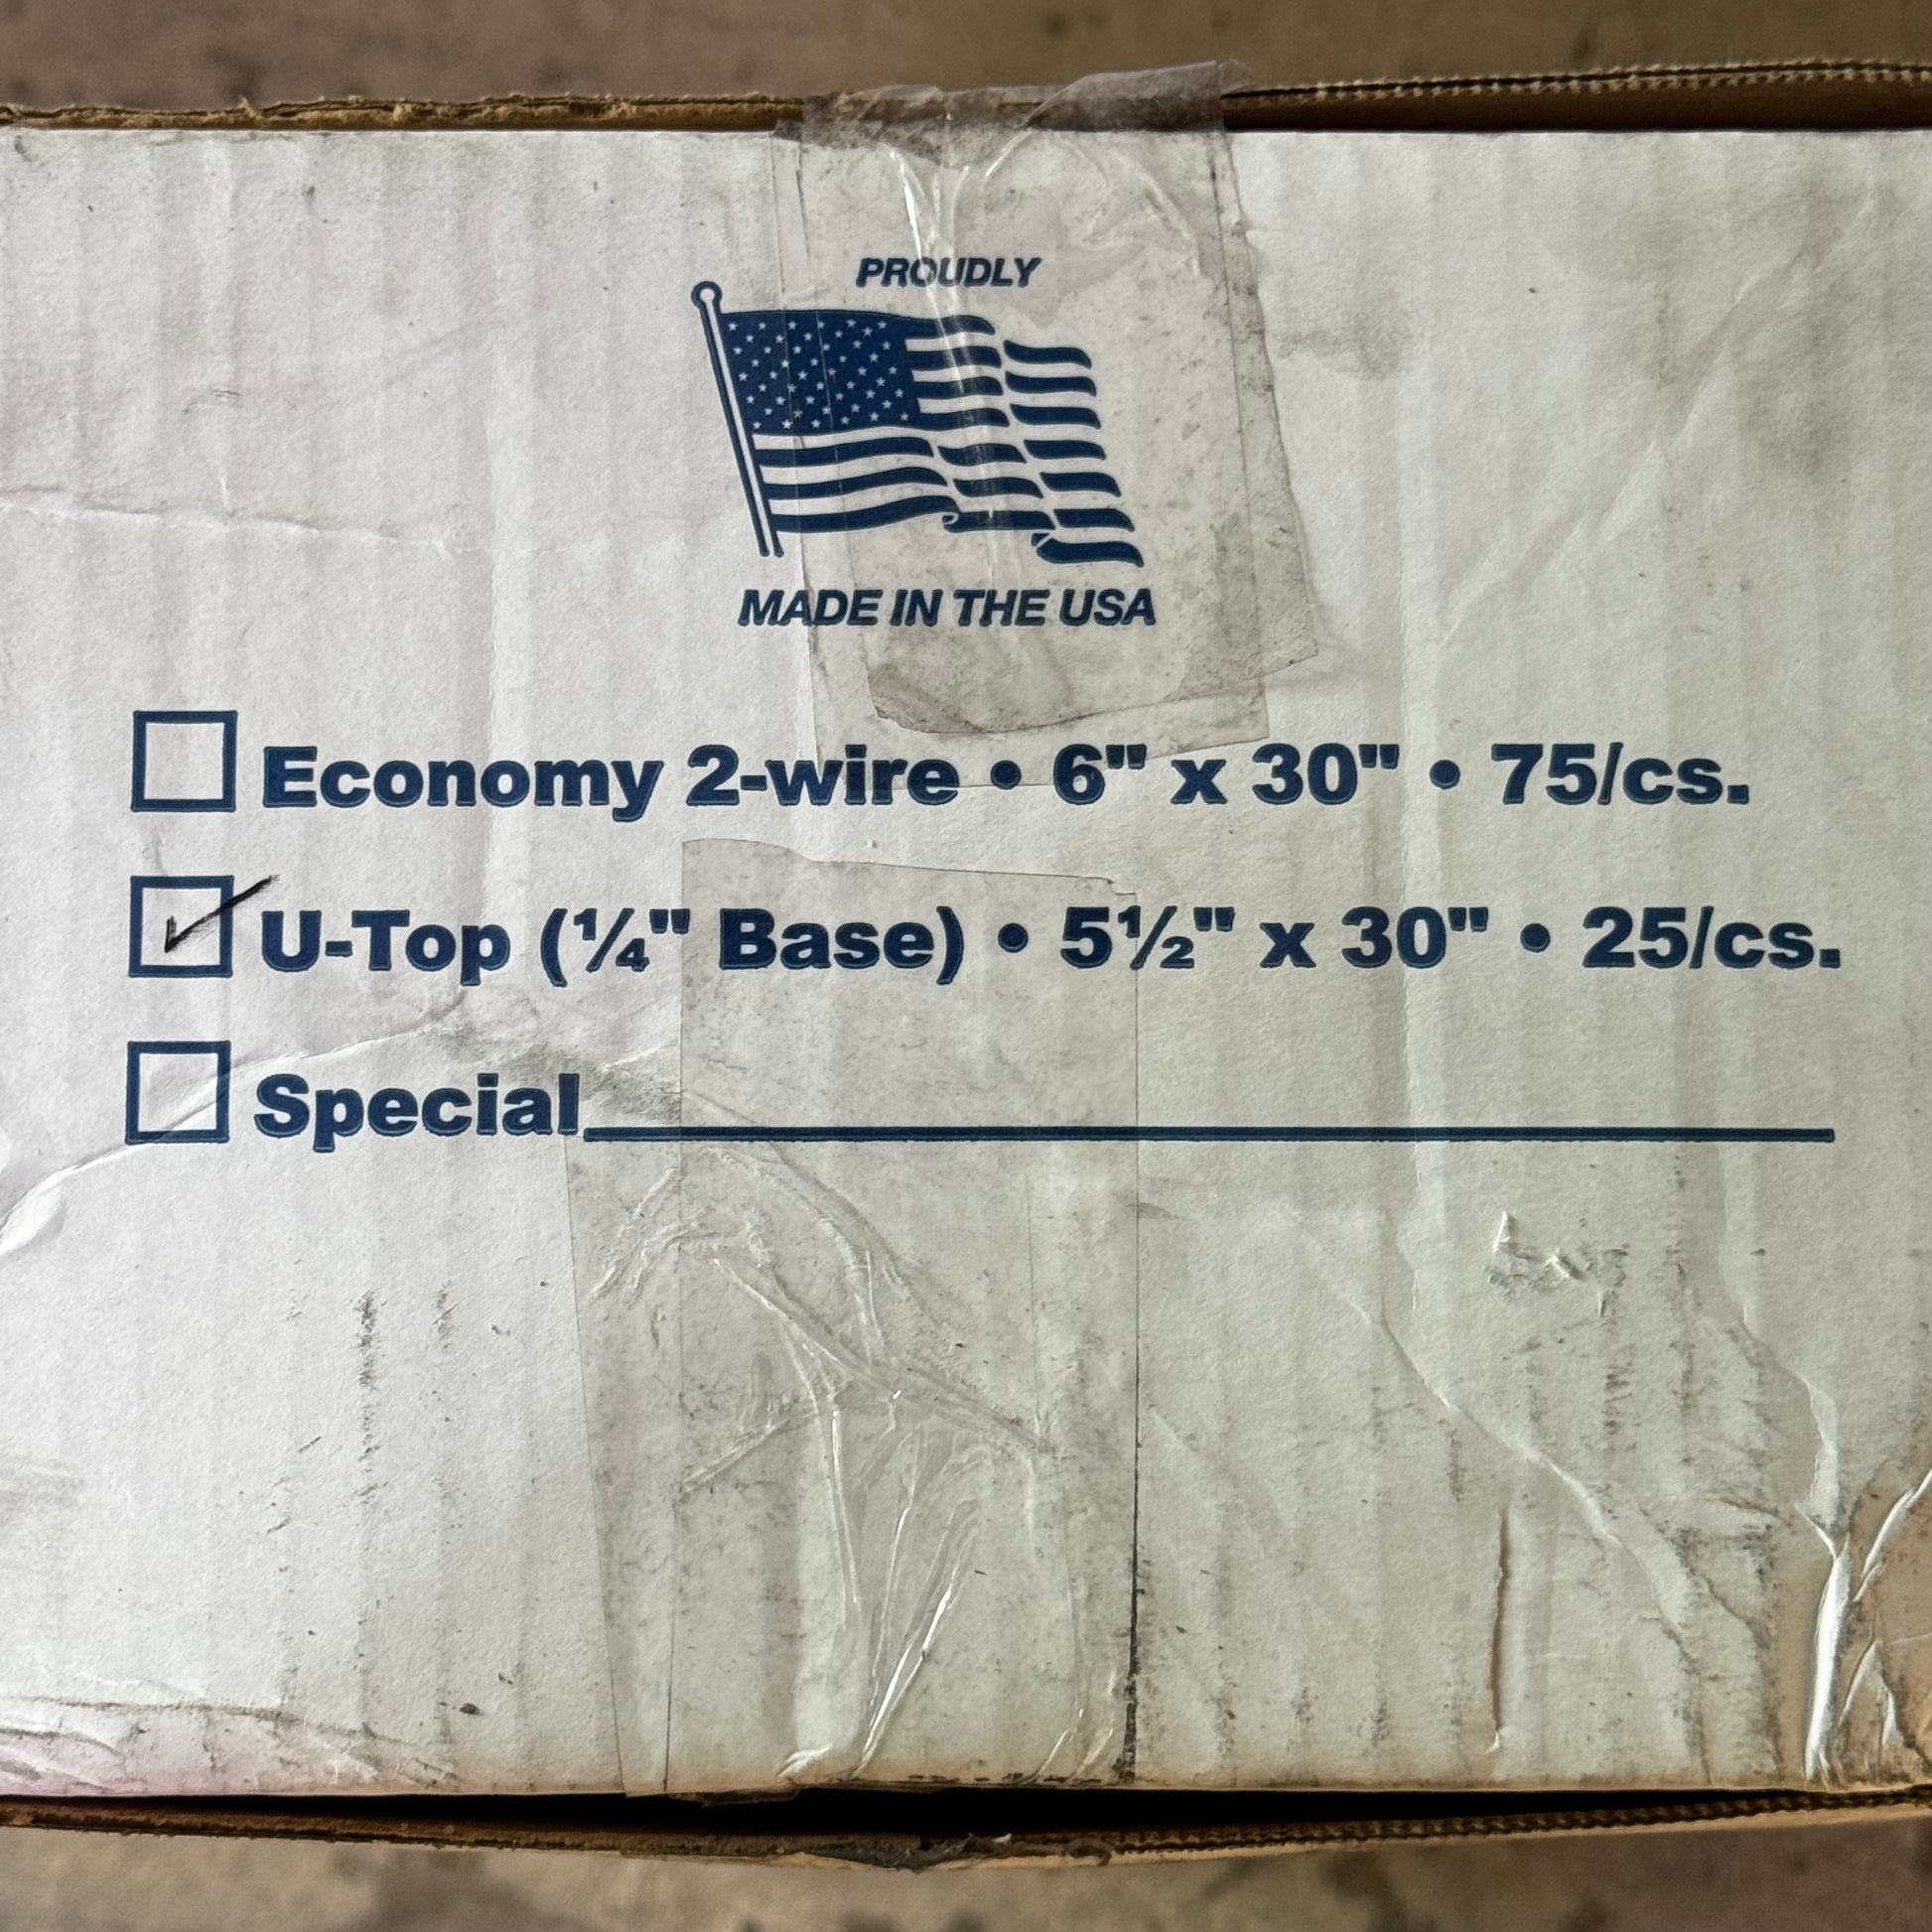 PROUDLY
MADE IN THE USA
Economy 2-wire • 6" x 30" • 75/cs.
U-Top (¼" Base) • 5½" x 30" • 25/cs.
Special